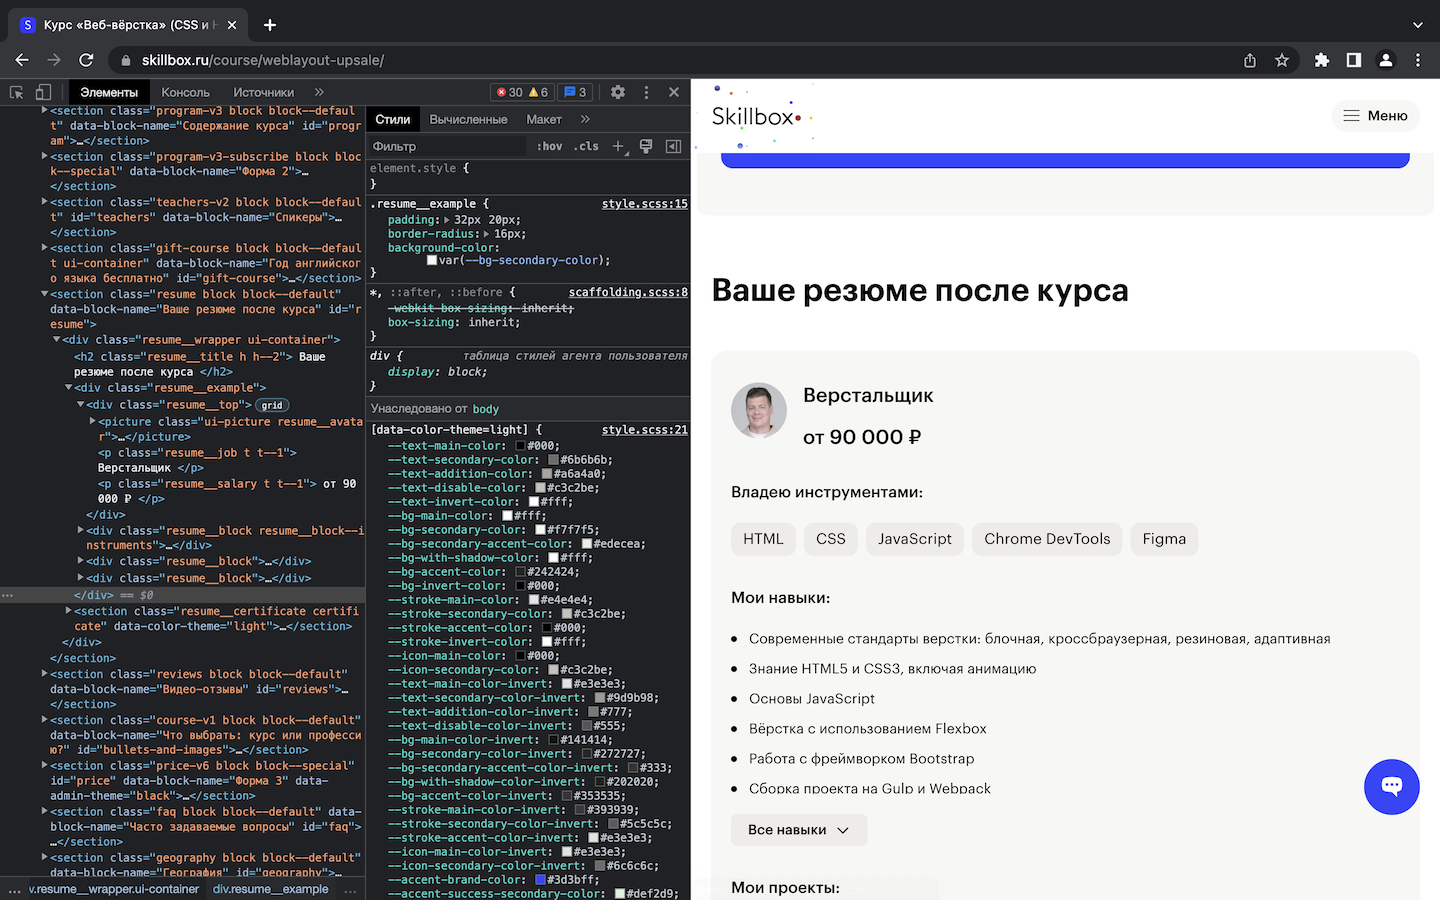 Курс «Веб-вёрстка» (CSS и H
skillbox.ru/course/weblayout-upsale/
Элементы Консоль Источники » 30 6 3
<section class="program-v3 block block--defaul
t" data-block-name="Содержание курса" id="progr
am">…</section>
<section class="program-v3-subscribe block bloc
k--special" data-block-name="Форма 2">…
</section>
<section class="teachers-v2 block block--defaul
t" id="teachers" data-block-name="Спикеры">…
</section>
<section class="gift-course block block--defaul
t ui-container" data-block-name="Год английског
о языка бесплатно" id="gift-course">…</section>
<section class="resume block block--default"
data-block-name="Ваше резюме после курса" id="r
esume">
<div class="resume__wrapper ui-container">
<h2 class="resume__title h h--2"> Ваше
резюме после курса </h2>
<div class="resume__example">
<div class="resume__top"> grid
<picture class="ui-picture resume__avata
r">…</picture>
<p class="resume__job t t--1">
Верстальщик </p>
<p class="resume__salary t t--1"> от 90
000 ₽ </p>
</div>
<div class="resume__block resume__block--i
nstruments">…</div>
<div class="resume__block">…</div>
<div class="resume__block">…</div>
… </div> == $0
<section class="resume__certificate certifi
cate" data-color-theme="light">…</section>
</div>
</section>
<section class="reviews block block--default"
data-block-name="Видео-отзывы" id="reviews">…
</section>
<section class="course-v1 block block--default"
data-block-name="Что выбрать: курс или професси
ю?" id="bullets-and-images">…</section>
<section class="price-v6 block block--special"
id="price" data-block-name="Форма 3" data-
admin-theme="black">…</section>
<section class="faq block block--default" data-
block-name="Часто задаваемые вопросы" id="faq">
…</section>
<section class="geography block block--default"
data-block-name="География" id="geography">…
… v.resume__wrapper.ui-container div.resume__example …
Стили Вычисленные Макет »
Фильтр :hov .cls
element.style {
}
.resume__example { style.scss:15
padding: 32px 20px;
border-radius: 16px;
background-color:
var(--bg-secondary-color);
}
*, ::after, ::before { scaffolding.scss:8
-webkit-box-sizing: inherit;
box-sizing: inherit;
}
div { таблица стилей агента пользователя
display: block;
}
Унаследовано от body
[data-color-theme=light] { style.scss:21
--text-main-color: #000;
--text-secondary-color: #6b6b6b;
--text-addition-color: #a6a4a0;
--text-disable-color: #c3c2be;
--text-invert-color: #fff;
--bg-main-color: #fff;
--bg-secondary-color: #f7f7f5;
--bg-secondary-accent-color: #edecea;
--bg-with-shadow-color: #fff;
--bg-accent-color: #242424;
--bg-invert-color: #000;
--stroke-main-color: #e4e4e4;
--stroke-secondary-color: #c3c2be;
--stroke-accent-color: #000;
--stroke-invert-color: #fff;
--icon-main-color: #000;
--icon-secondary-color: #c3c2be;
--text-main-color-invert: #e3e3e3;
--text-secondary-color-invert: #9d9b98;
--text-addition-color-invert: #777;
--text-disable-color-invert: #555;
--bg-main-color-invert: #141414;
--bg-secondary-color-invert: #272727;
--bg-secondary-accent-color-invert: #333;
--bg-with-shadow-color-invert: #202020;
--bg-accent-color-invert: #353535;
--stroke-main-color-invert: #393939;
--stroke-secondary-color-invert: #5c5c5c;
--stroke-accent-color-invert: #e3e3e3;
--icon-main-color-invert: #e3e3e3;
--icon-secondary-color-invert: #6c6c6c;
--accent-brand-color: #3d3bff;
--accent-success-secondary-color: #def2d9;
Skillbox
Меню
Ваше резюме после курса
Верстальщик
от 90 000 ₽
Владею инструментами:
HTML CSS JavaScript Chrome DevTools Figma
Мои навыки:
Современные стандарты верстки: блочная, кроссбраузерная, резиновая, адаптивная
Знание HTML5 и CSS3, включая анимацию
Основы JavaScript
Вёрстка с использованием Flexbox
Работа с фреймворком Bootstrap
Сборка проекта на Gulp и Webpack
Все навыки
Мои проекты: